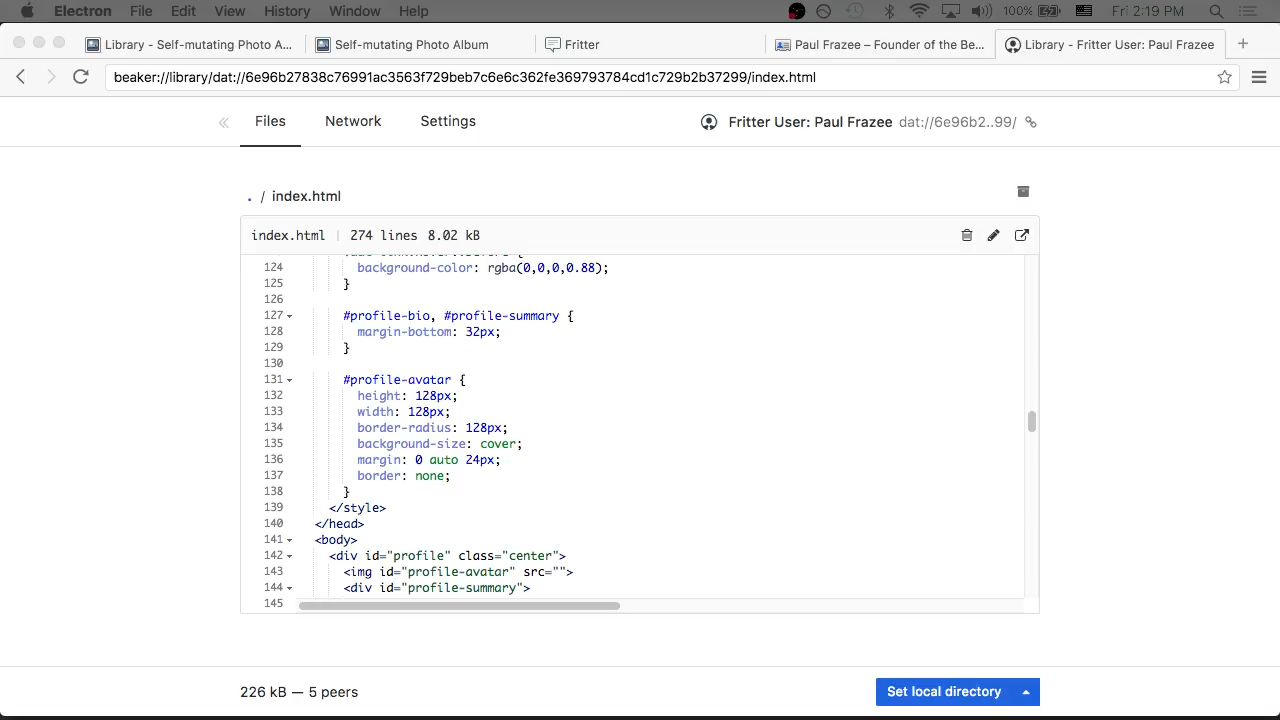 Electron File Edit View History Window Help 100% Fri 2:19 PM
Library - Self-mutating Photo A... Self-mutating Photo Album Fritter Paul Frazee – Founder of the Be... Library - Fritter User: Paul Frazee
beaker://library/dat://6e96b27838c76991ac3563f729beb7c6e6c362fe369793784cd1c729b2b37299/index.html
« Files Network Settings Fritter User: Paul Frazee dat://6e96b2..99/
. / index.html
index.html | 274 lines 8.02 kB
124 background-color: rgba(0,0,0,0.88);
125 }
126
127 #profile-bio, #profile-summary {
128 margin-bottom: 32px;
129 }
130
131 #profile-avatar {
132 height: 128px;
133 width: 128px;
134 border-radius: 128px;
135 background-size: cover;
136 margin: 0 auto 24px;
137 border: none;
138 }
139 </style>
140 </head>
141 <body>
142 <div id="profile" class="center">
143 <img id="profile-avatar" src="">
144 <div id="profile-summary">
145
226 kB — 5 peers Set local directory